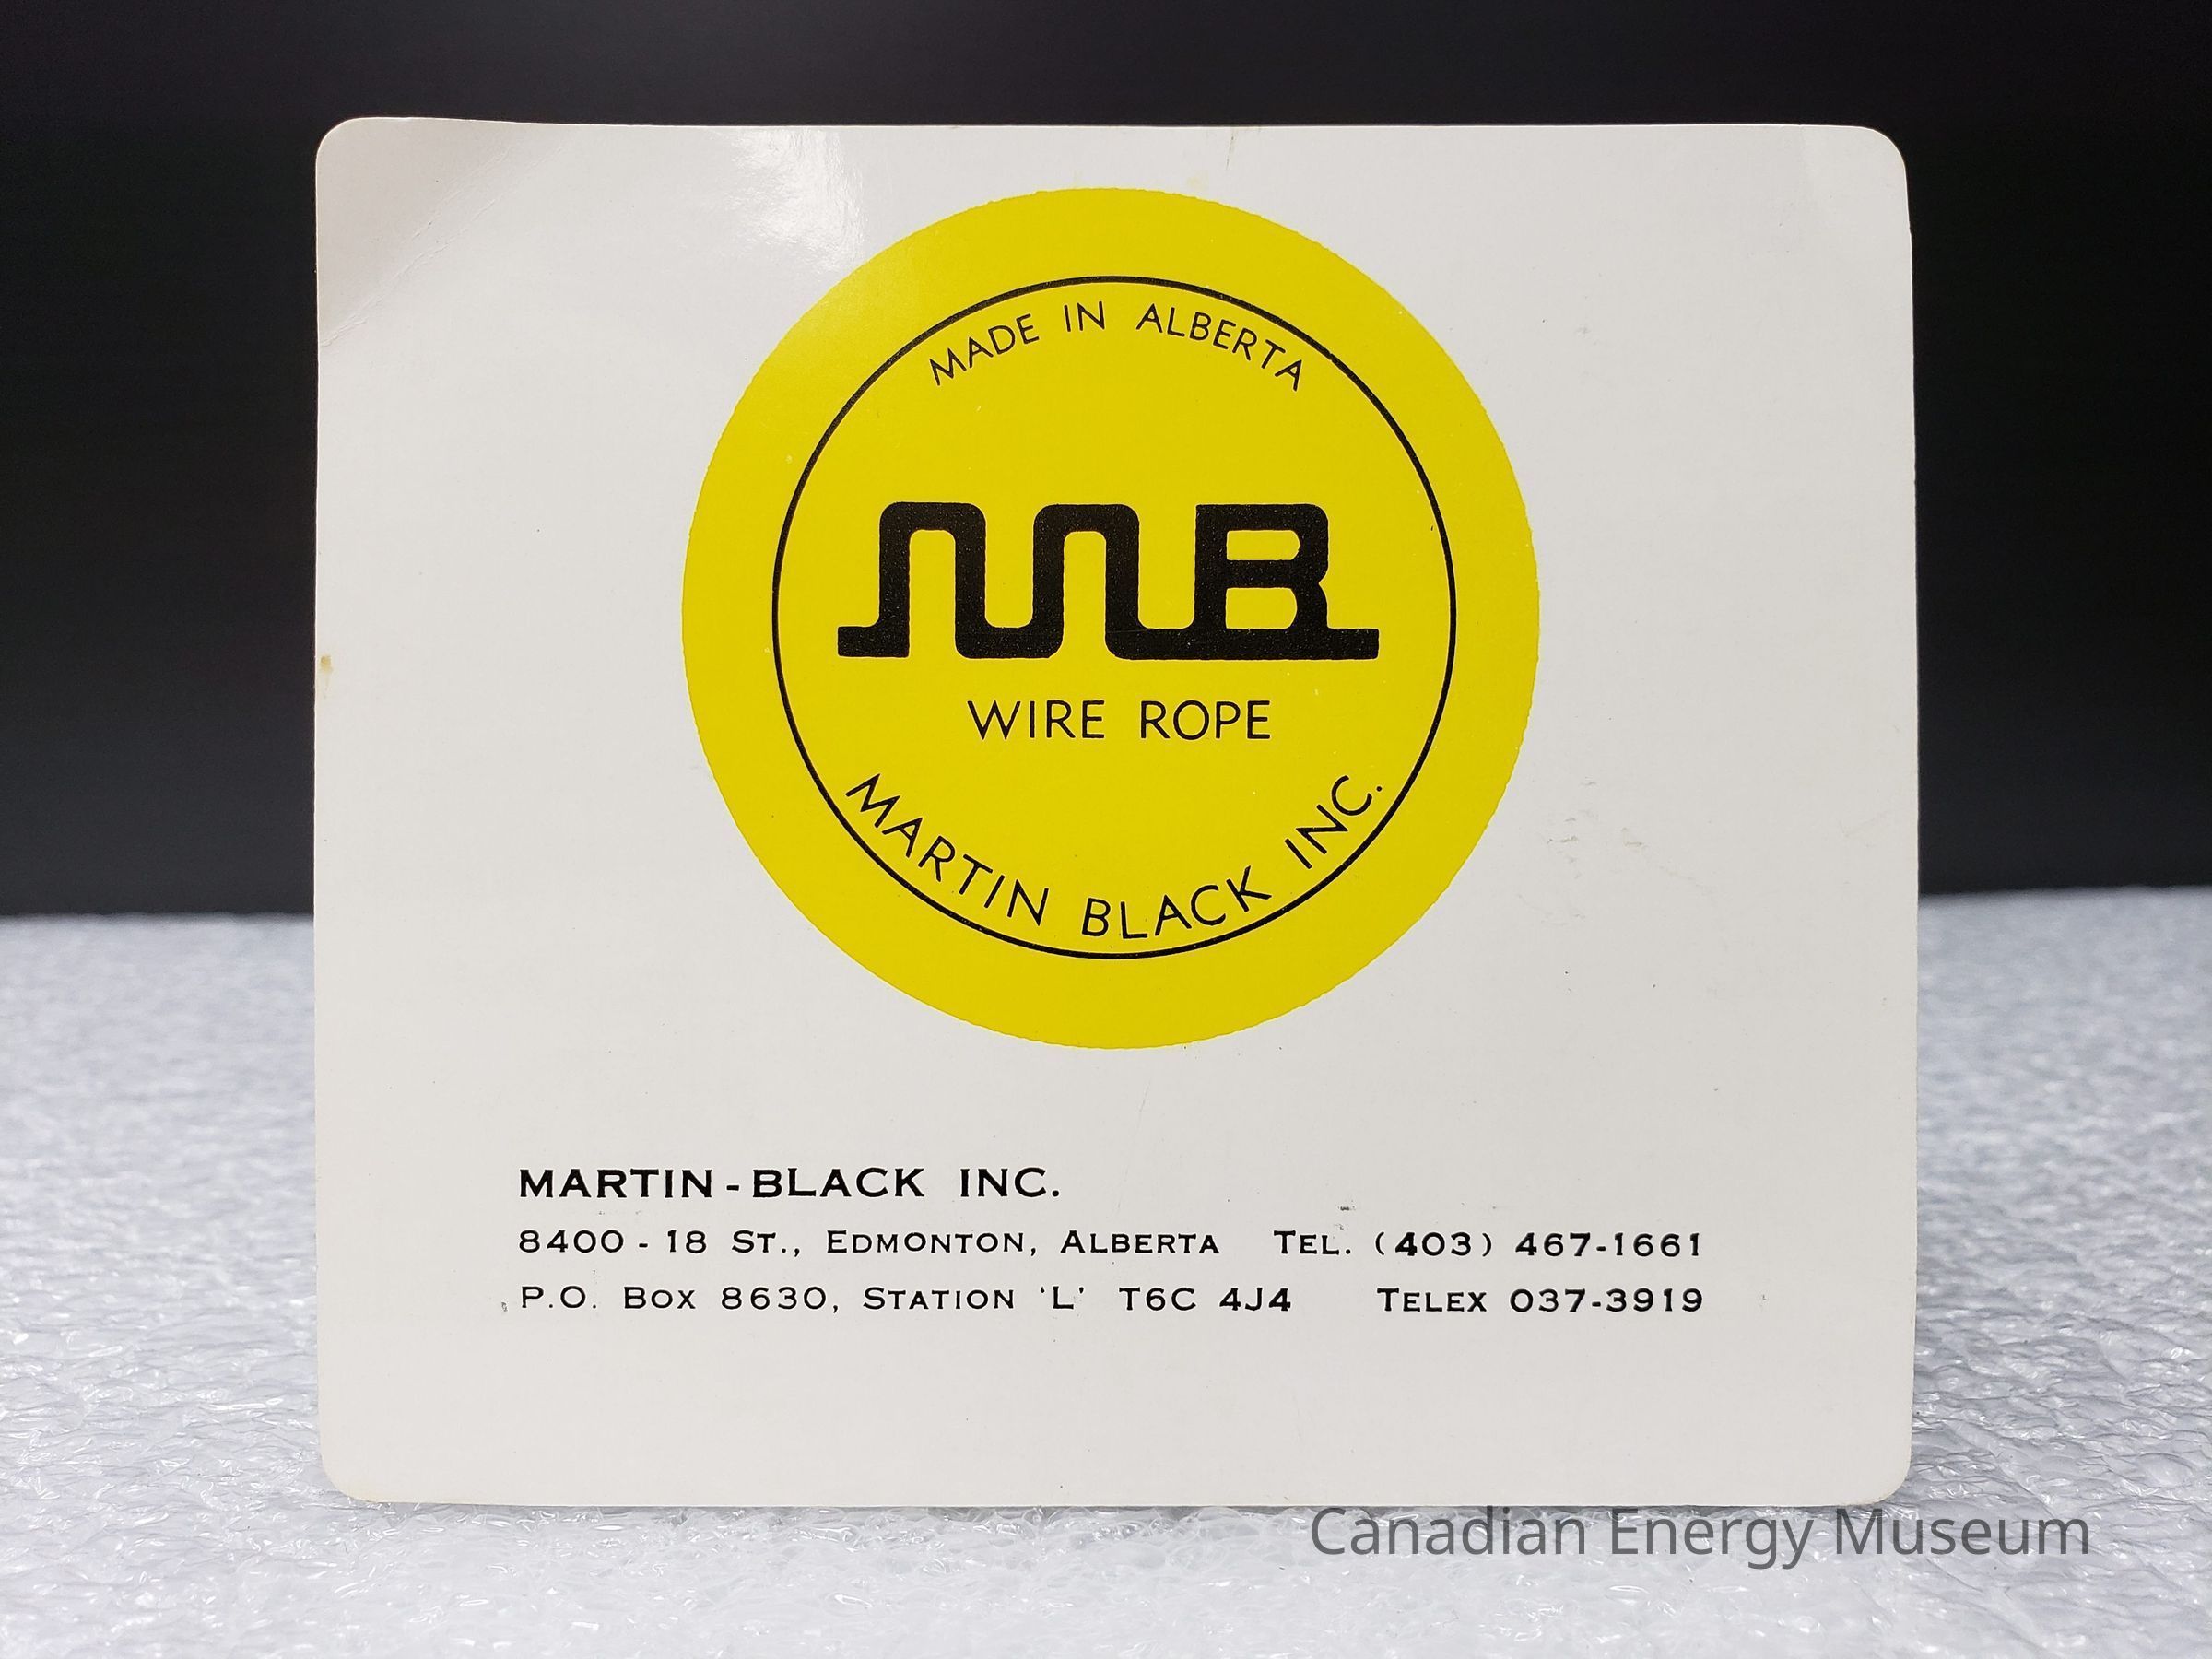 MADE IN ALBERTA
MB
WIRE ROPE
MARTIN BLACK INC.
MARTIN-BLACK INC.
8400-18 ST., EDMONTON, ALBERTA TEL. (403) 467-1661
P.O. BOX 8630, STATION 'L' T6C 4J4 TELEX 037-3919
Canadian Energy Museum